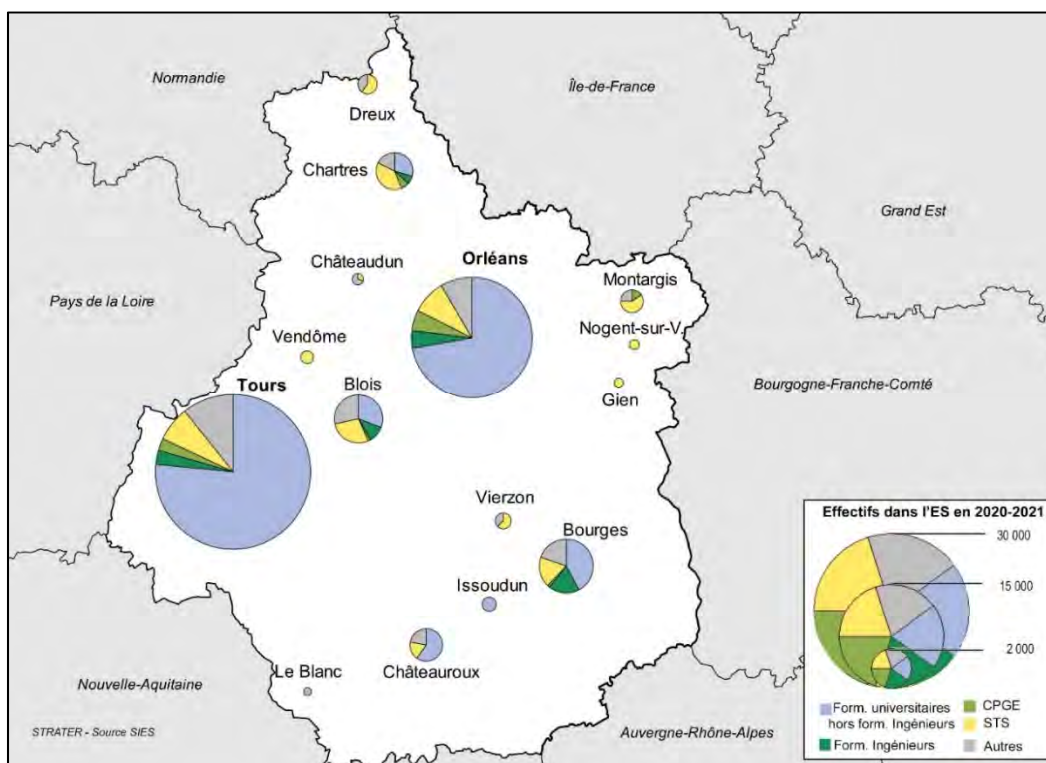 Normandie
Île-de-France
Dreux
Chartres
Grand Est
Châteaudun
Orléans
Montargis
Pays de la Loire
Nogent-sur-V.
Vendôme
Blois
Gien
Bourgogne-Franche-Comté
Tours
Vierzon
Bourges
Issoudun
Châteauroux
Le Blanc
Nouvelle-Aquitaine
Auvergne-Rhône-Alpes
STRATER - Source SIES
Effectifs dans l'ES en 2020-2021
30 000
15 000
2 000
Form. universitaires
hors form. Ingénieurs
Form. Ingénieurs
CPGE
STS
Autres